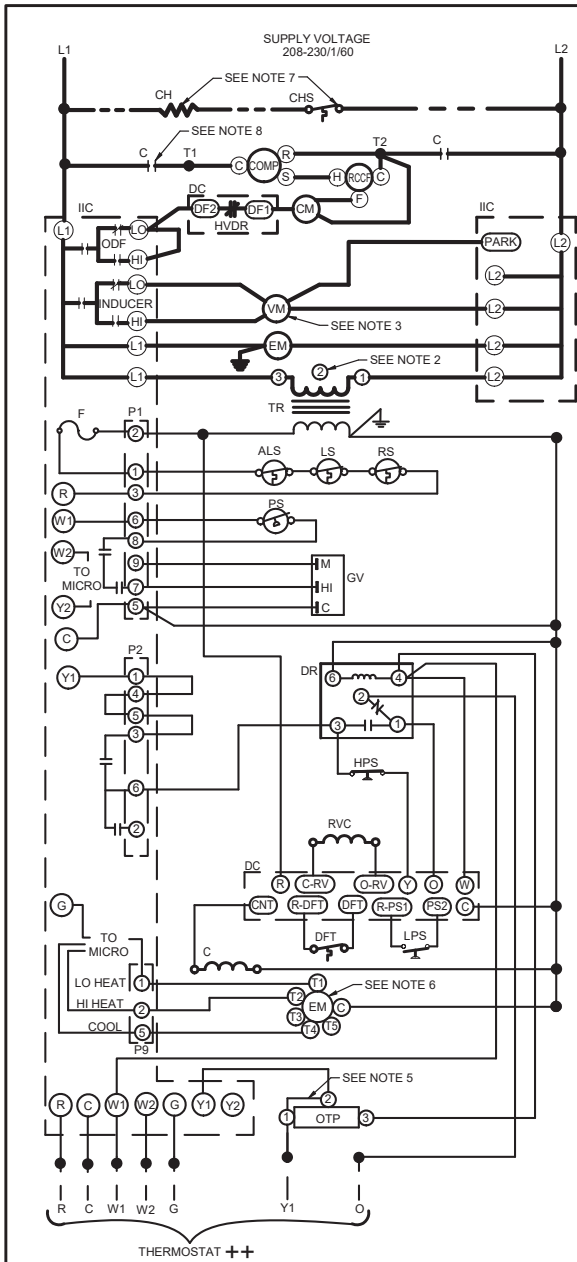 SUPPLY VOLTAGE
208-230/1/60
L1
L2
SEE NOTE 7
CH
CHS
SEE NOTE 8
C
T1
T2
C
C
COMP
R
S
H
RCCF
C
F
IIC
DC
DF2
DF1
CM
HVDR
IIC
L1
LO
ODF
HI
PARK
L2
L2
LO
INDUCER
HI
VM
L2
SEE NOTE 3
L1
EM
L2
SEE NOTE 2
L1
3
2
1
L2
TR
F
P1
2
ALS
LS
RS
1
R
3
W1
6
PS
8
W2
9
M
TO
MICRO
7
HI
GV
Y2
5
C
C
P2
Y1
1
4
5
3
6
2
DR
6
4
2
3
1
HPS
RVC
DC
R
C-RV
O-RV
Y
O
W
CNT
R-DFT
DFT
R-PS1
PS2
C
DFT
LPS
G
TO
MICRO
C
LO HEAT
1
T1
SEE NOTE 6
HI HEAT
2
T2
EM
C
T3
T4
T5
COOL
5
P9
SEE NOTE 5
R
C
W1
W2
G
Y1
Y2
2
1
OTP
3
R
C
W1
W2
G
Y1
O
THERMOSTAT ++